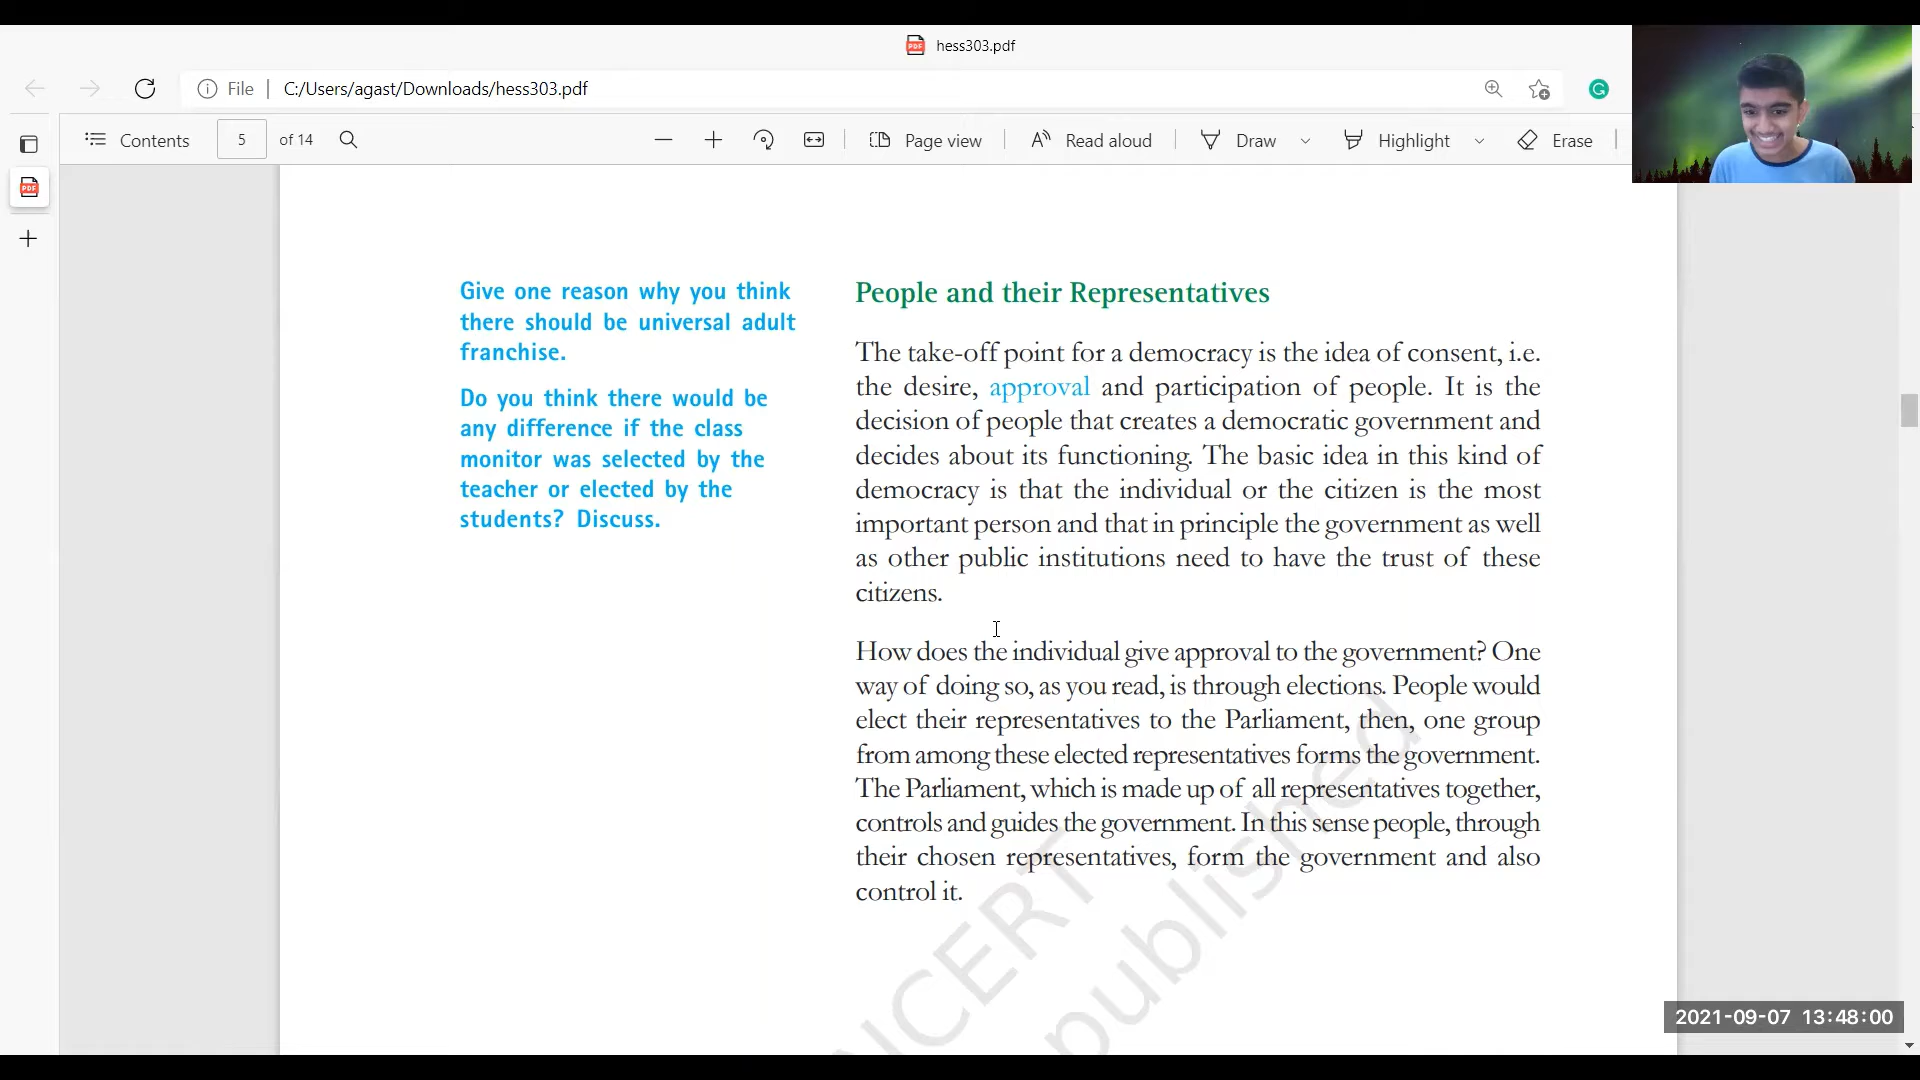 hess303.pdf
File
C:/Users/agast/Downloads/hess303.pdf
Contents
5
of 14
Page view
Read aloud
Draw
Highlight
Erase
Give one reason why you think
there should be universal adult
franchise.
Do you think there would be
any difference if the class
monitor was selected by the
teacher or elected by the
students? Discuss.
People and their Representatives
The take-off point for a democracy is the idea of consent, i.e.
the desire, approval and participation of people. It is the
decision of people that creates a democratic government and
decides about its functioning. The basic idea in this kind of
democracy is that the individual or the citizen is the most
important person and that in principle the government as well
as other public institutions need to have the trust of these
citizens.
How does the individual give approval to the government? One
way of doing so, as you read, is through elections. People would
elect their representatives to the Parliament, then, one group
from among these elected representatives forms the government.
The Parliament, which is made up of all representatives together,
controls and guides the government. In this sense people, through
their chosen representatives, form the government and also
control it.
NCERT
published
2021-09-07 13:48:00